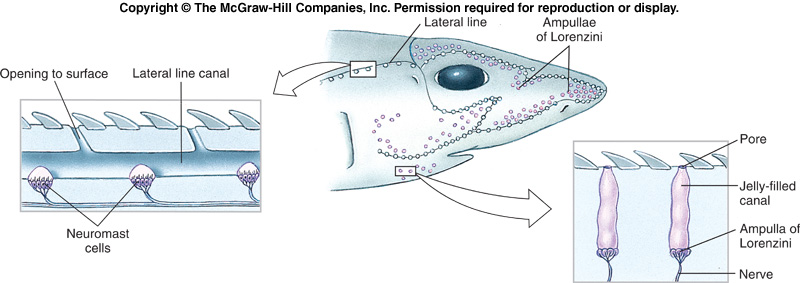 Copyright © The McGraw-Hill Companies, Inc. Permission required for reproduction or display.
Lateral line
Ampullae
of Lorenzini
Opening to surface
Lateral line canal
Neuromast
cells
Pore
Jelly-filled
canal
Ampulla of
Lorenzini
Nerve